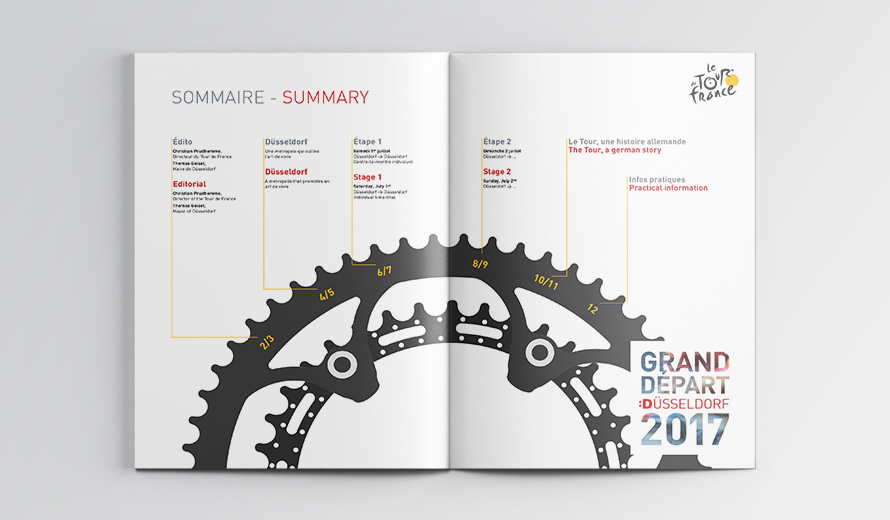 SOMMAIRE - SUMMARY
Édito
Christian Prudhomme,
Directeur du Tour de France
Thomas Geisel,
Maire de Düsseldorf
Editorial
Christian Prudhomme,
Director of the Tour de France
Thomas Geisel,
Mayor of Düsseldorf
Düsseldorf
Une métropole qui cultive
l'art de vivre
Düsseldorf
A metropolis that promotes an
art de vivre
Étape 1
Samedi 1er juillet
Düsseldorf -> Düsseldorf
Contre-la-montre individuel
Stage 1
Saturday, July 1st
Düsseldorf -> Düsseldorf
Individual time-trial
Étape 2
Dimanche 2 juillet
Düsseldorf -> ...
Stage 2
Sunday, July 2nd
Düsseldorf -> ...
Le Tour, une histoire allemande
The Tour, a german story
Infos pratiques
Practical information
2/3
4/5
6/7
8/9
10/11
12
Le
TOUR
de
France
GRAND
DÉPART
:DÜSSELDORF
2017